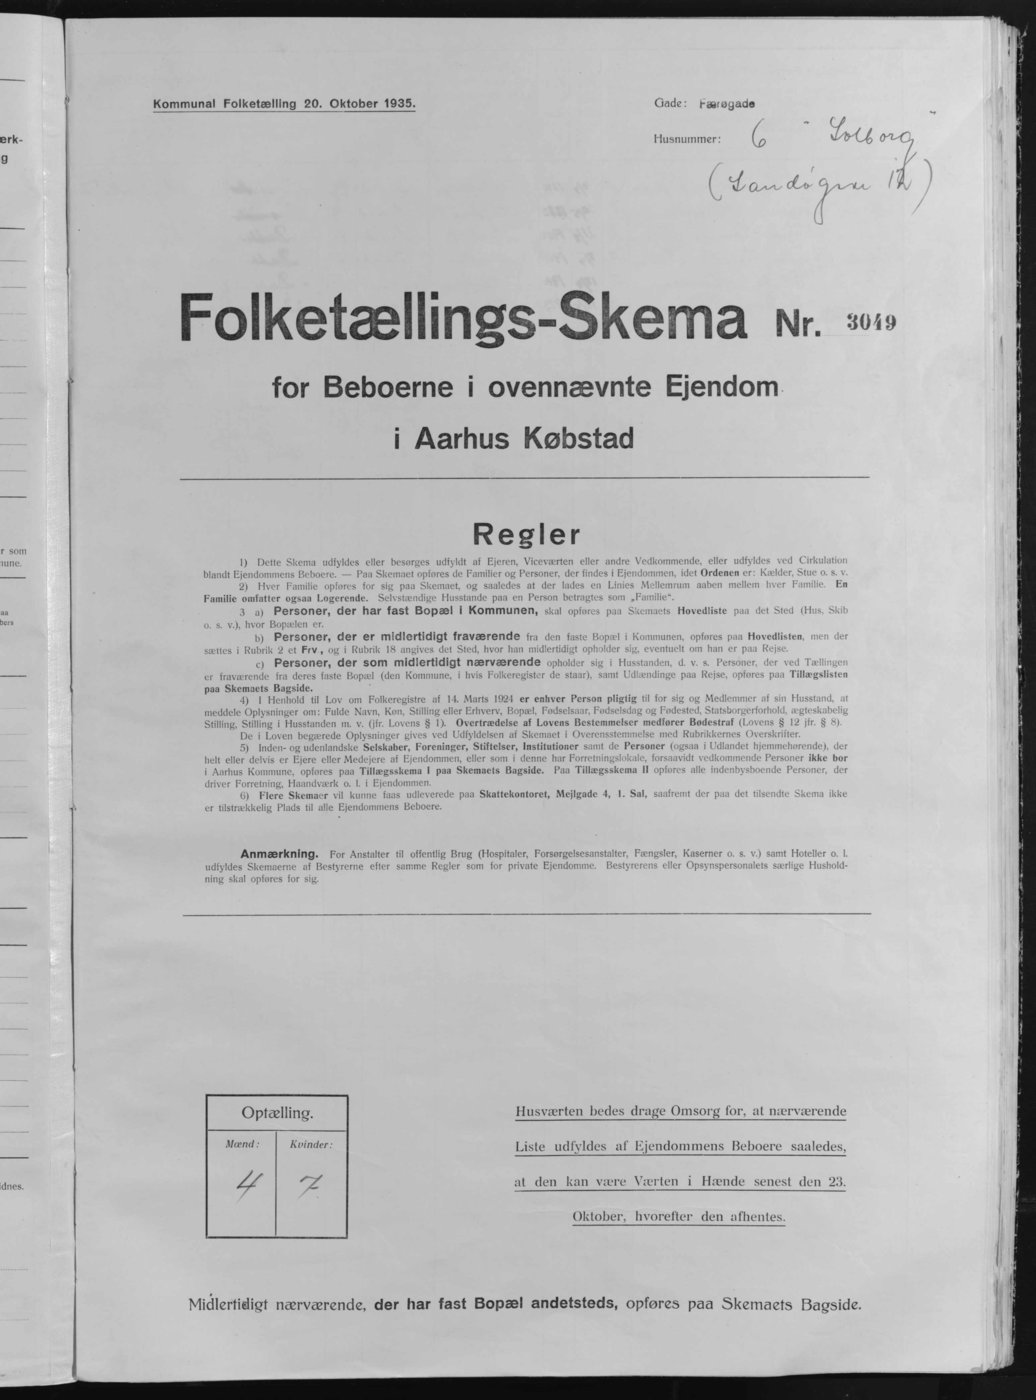 Kommunal Folketælling 20. Oktober 1935.
Gade: Færøgade
Husnummer: 6 "Solborg"
(Sandøgade 12)
Folketællings-Skema Nr. 3049
for Beboerne i ovennævnte Ejendom
i Aarhus Købstad
Regler
1) Dette Skema udfyldes eller besørges udfyldt af Ejeren, Viceværten eller andre Vedkommende, eller udfyldes ved Cirkulation
blandt Ejendommens Beboere. — Paa Skemaet opføres de Familier og Personer, der findes i Ejendommen, idet Ordenen er: Kælder, Stue o. s. v.
2) Hver Familie opføres for sig paa Skemaet, og saaledes at der lades en Linies Mellemrum aaben mellem hver Familie. En
Familie omfatter ogsaa Logerende. Selvstændige Husstande paa en Person betragtes som „Familie“.
3 a) Personer, der har fast Bopæl i Kommunen, skal opføres paa Skemaets Hovedliste paa det Sted (Hus, Skib
o. s. v.), hvor Bopælen er.
b) Personer, der er midlertidigt fraværende fra den faste Bopæl i Kommunen, opføres paa Hovedlisten, men der
sættes i Rubrik 2 et Frv., og i Rubrik 18 angives det Sted, hvor han midlertidigt opholder sig, eventuelt om han er paa Rejse.
c) Personer, der som midlertidigt nærværende opholder sig i Husstanden, d. v. s. Personer, der ved Tællingen
er fraværende fra deres faste Bopæl (den Kommune, i hvis Folkeregister de staar), samt Udlændinge paa Rejse, opføres paa Tillægslisten
paa Skemaets Bagside.
4) I Henhold til Lov om Folkeregistre af 14. Marts 1924 er enhver Person pligtig til for sig og Medlemmer af sin Husstand, at
meddele Oplysninger om: Fulde Navn, Køn, Stilling eller Erhverv, Bopæl, Fødselsaar, Fødselsdag og Fødested, Statsborgerforhold, ægteskabelig
Stilling, Stilling i Husstanden m. v. (jfr. Lovens § 1). Overtrædelse af Lovens Bestemmelser medfører Bødestraf (Lovens § 12 jfr. § 8).
De i Loven begærede Oplysninger gives ved Udfyldelsen af Skemaet i Overensstemmelse med Rubrikkernes Overskrifter.
5) Inden- og udenlandske Selskaber, Foreninger, Stiftelser, Institutioner samt de Personer (ogsaa i Udlandet hjemmehørende), der
helt eller delvis er Ejere eller Medejere af Ejendommen, eller som i denne har Forretningslokale, forsaavidt vedkommende Personer ikke bor
i Aarhus Kommune, opføres paa Tillægsskema I paa Skemaets Bagside. Paa Tillægsskema II opføres alle indenbysboende Personer, der
driver Forretning, Haandværk o. l. i Ejendommen.
6) Flere Skemaer vil kunne faas udleverede paa Skattekontoret, Mejlgade 4, 1. Sal, saafremt der paa det tilsendte Skema ikke
er tilstrækkelig Plads til alle Ejendommens Beboere.
Anmærkning. For Anstalter til offentlig Brug (Hospitaler, Forsørgelsesanstalter, Fængsler, Kaserner o. s. v.) samt Hoteller o. l.
udfyldes Skemaerne af Bestyrerne efter samme Regler som for private Ejendomme. Bestyrerens eller Opsynspersonalets særlige Hushold-
ning skal opføres for sig.
Optælling.
Mænd: Kvinder:
4 7
Husværten bedes drage Omsorg for, at nærværende
Liste udfyldes af Ejendommens Beboere saaledes,
at den kan være Værten i Hænde senest den 23.
Oktober, hvorefter den afhentes.
Midlertidigt nærværende, der har fast Bopæl andetsteds, opføres paa Skemaets Bagside.